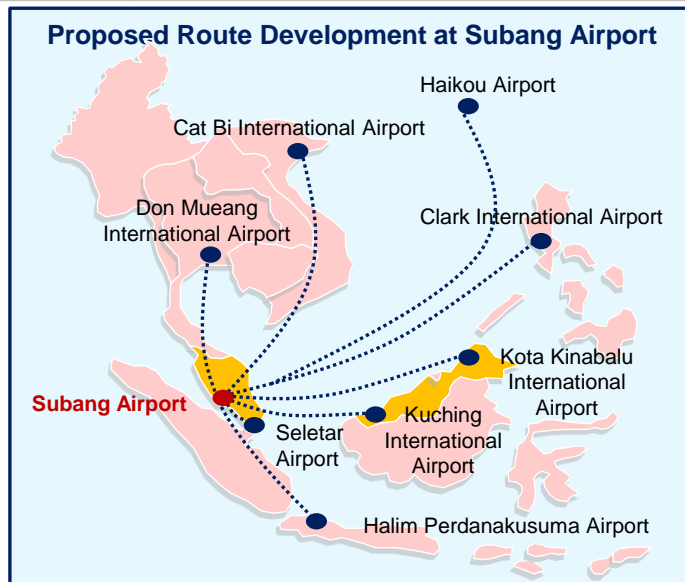 Proposed Route Development at Subang Airport
Haikou Airport
Cat Bi International Airport
Don Mueang
International Airport
Clark International Airport
Kota Kinabalu
International
Airport
Subang Airport
Seletar
Airport
Kuching
International
Airport
Halim Perdanakusuma Airport